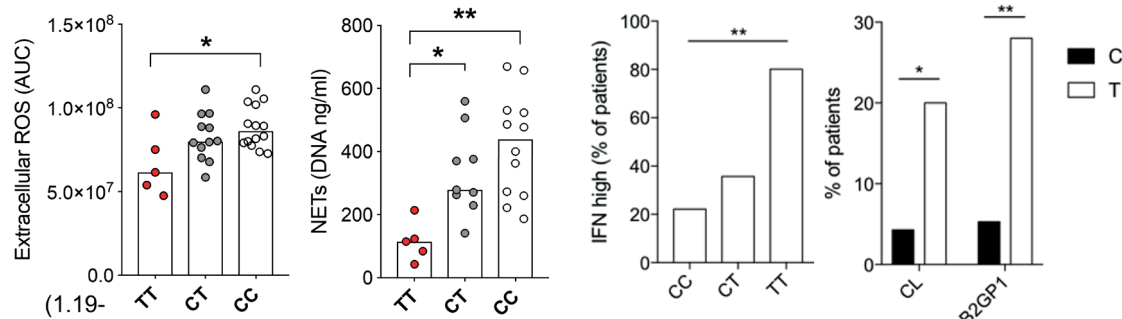 Extracellular ROS (AUC)
1.5×10⁸
1.0×10⁸
5.0×10⁷
0.0
*
TT
CT
CC
(1.19-
NETs (DNA ng/ml)
800
600
400
200
0
**
*
TT
CT
CC
IFN high (% of patients)
100
80
60
40
20
0
**
CC
CT
TT
% of patients
30
20
10
0
*
**
CL
B2GP1
C
T